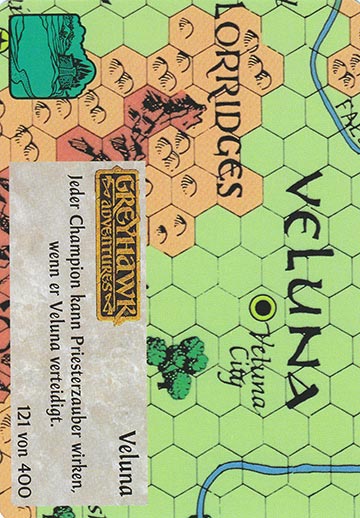 LORRIDGES
VELUNA
Veluna
City
GREYHAWK
ADVENTURES
Veluna
Jeder Champion kann Priesterzauber wirken,
wenn er Veluna verteidigt.
121 von 400